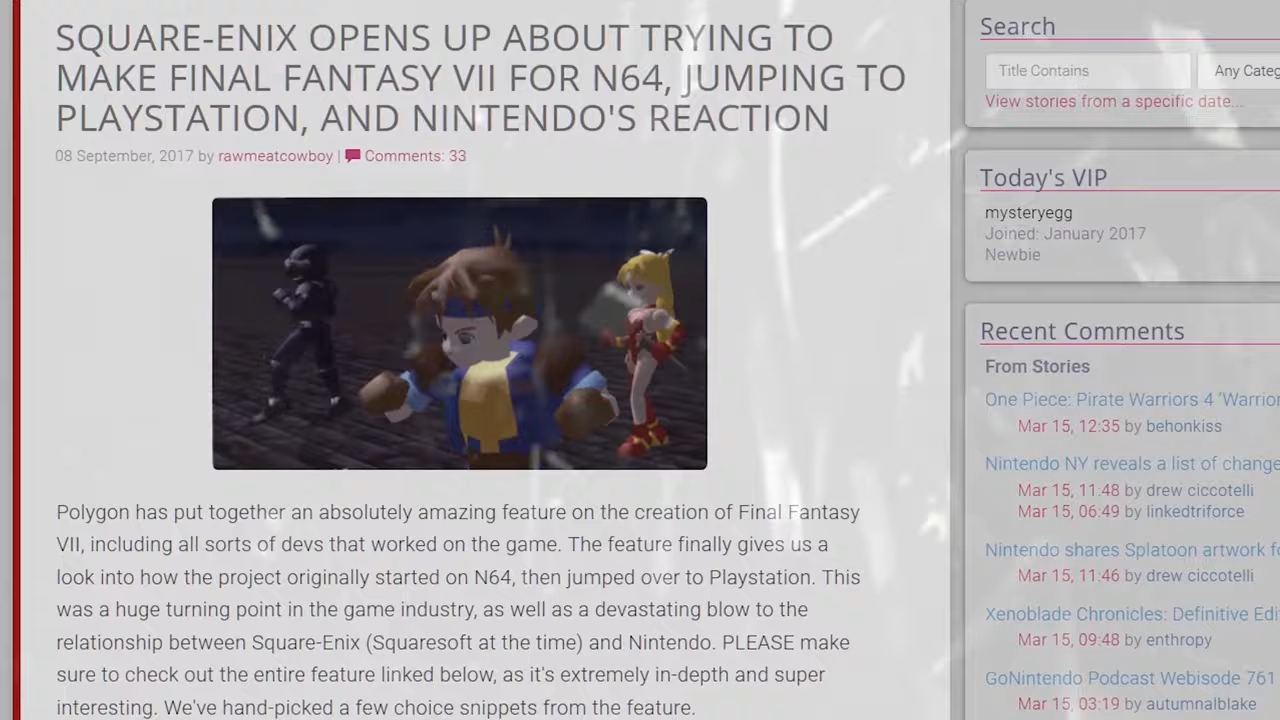 SQUARE-ENIX OPENS UP ABOUT TRYING TO
MAKE FINAL FANTASY VII FOR N64, JUMPING TO
PLAYSTATION, AND NINTENDO'S REACTION
08 September, 2017 by rawmeatcowboy | Comments: 33
Polygon has put together an absolutely amazing feature on the creation of Final Fantasy
VII, including all sorts of devs that worked on the game. The feature finally gives us a
look into how the project originally started on N64, then jumped over to Playstation. This
was a huge turning point in the game industry, as well as a devastating blow to the
relationship between Square-Enix (Squaresoft at the time) and Nintendo. PLEASE make
sure to check out the entire feature linked below, as it's extremely in-depth and super
interesting. We've hand-picked a few choice snippets from the feature.
Search
Title Contains
Any Categ
View stories from a specific date...
Today's VIP
mysteryegg
Joined: January 2017
Newbie
Recent Comments
From Stories
One Piece: Pirate Warriors 4 'Warrior
Mar 15, 12:35 by behonkiss
Nintendo NY reveals a list of change
Mar 15, 11:48 by drew ciccotelli
Mar 15, 06:49 by linkedtriforce
Nintendo shares Splatoon artwork fo
Mar 15, 11:46 by drew ciccotelli
Xenoblade Chronicles: Definitive Edi
Mar 15, 09:48 by enthropy
GoNintendo Podcast Webisode 761
Mar 15, 03:19 by autumnalblake